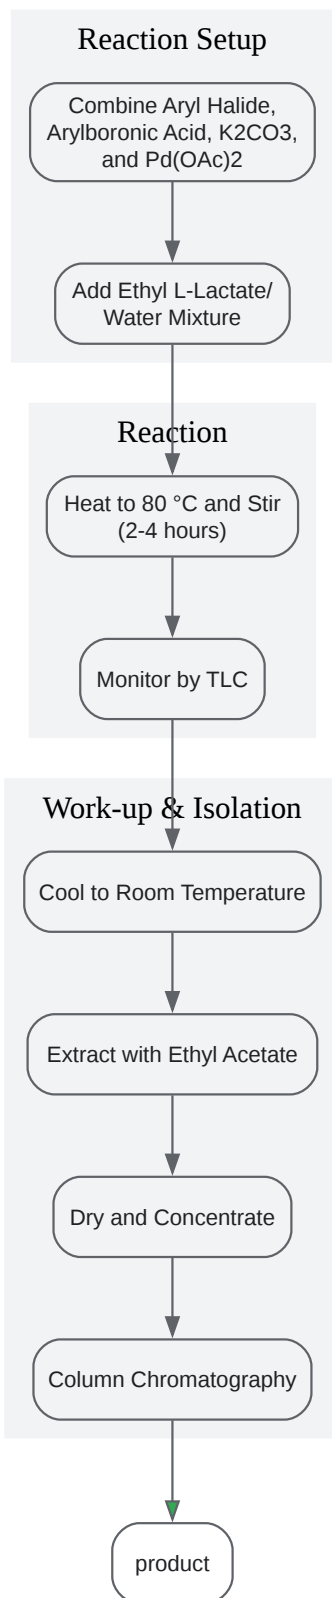 Reaction Setup
Combine Aryl Halide,
Arylboronic Acid, K2CO3,
and Pd(OAc)2
Add Ethyl L-Lactate/
Water Mixture
Reaction
Heat to 80 °C and Stir
(2-4 hours)
Monitor by TLC
Work-up & Isolation
Cool to Room Temperature
Extract with Ethyl Acetate
Dry and Concentrate
Column Chromatography
product